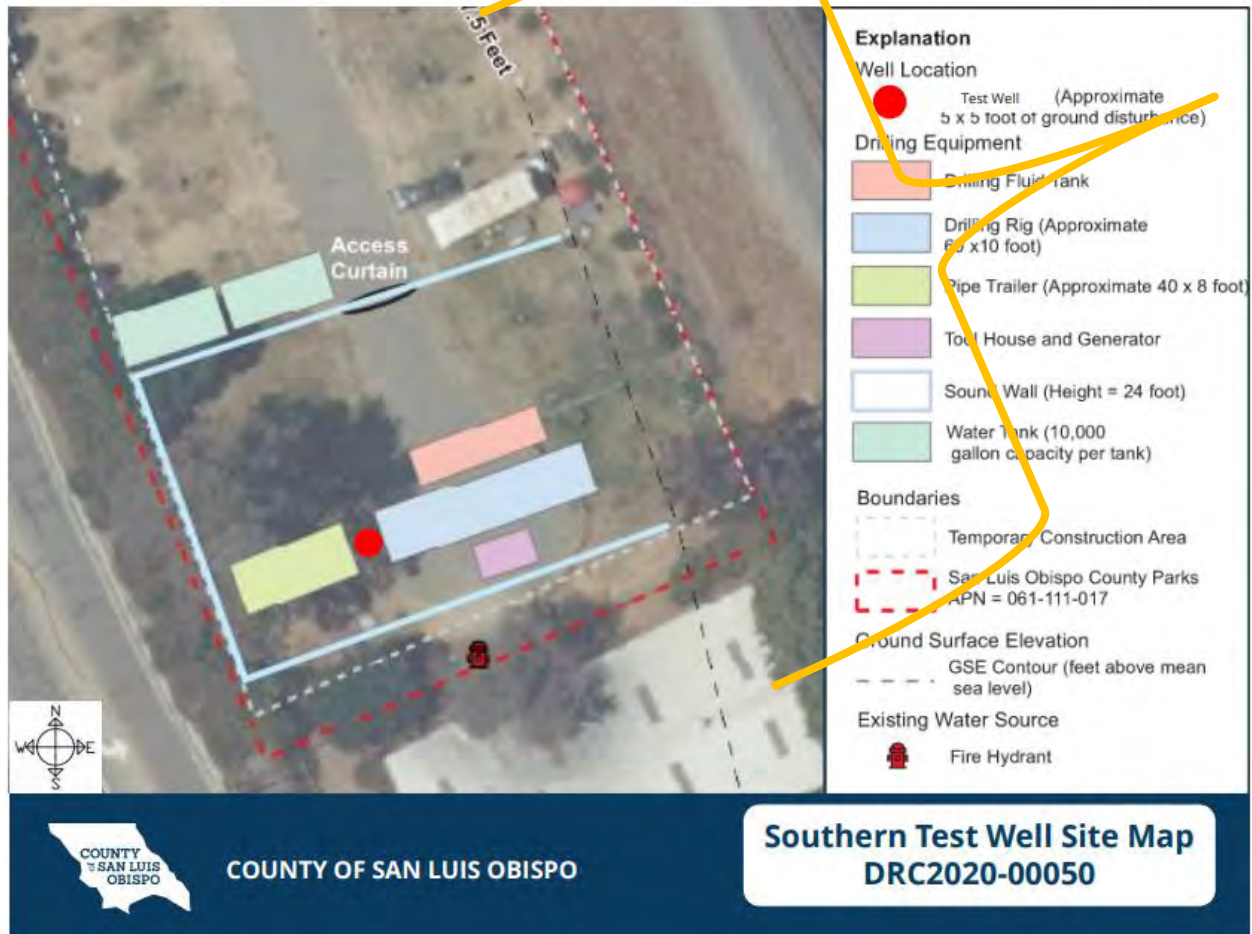 7.5 Feet
Access
Curtain
N
W E
S
Explanation
Well Location
Test Well (Approximate
5 x 5 foot of ground disturbance)
Drilling Equipment
Drilling Fluid Tank
Drilling Rig (Approximate
x10 foot)
Pipe Trailer (Approximate 40 x 8 foot)
Tool House and Generator
Sound Wall (Height = 24 foot)
Water Tank (10,000
gallon capacity per tank)
Boundaries
Temporary Construction Area
San Luis Obispo County Parks
APN = 061-111-017
Ground Surface Elevation
GSE Contour (feet above mean
sea level)
Existing Water Source
Fire Hydrant
COUNTY
OF SAN LUIS
OBISPO
COUNTY OF SAN LUIS OBISPO
Southern Test Well Site Map
DRC2020-00050